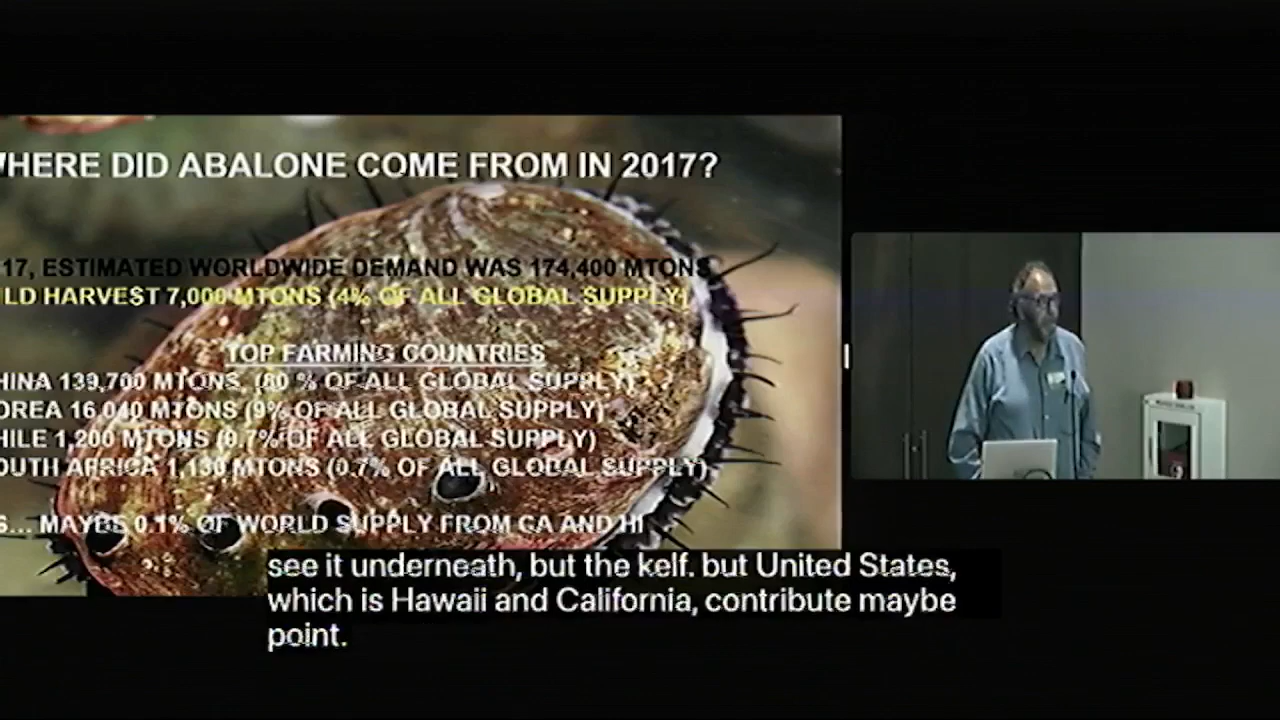 WHERE DID ABALONE COME FROM IN 2017?
17, ESTIMATED WORLDWIDE DEMAND WAS 174,400 MTONS
ILD HARVEST 7,000 MTONS (4% OF ALL GLOBAL SUPPLY)
TOP FARMING COUNTRIES
HINA 139,700 MTONS, (80 % OF ALL GLOBAL SUPPLY)
OREA 16,040 MTONS (9% OF ALL GLOBAL SUPPLY)
HILE 1,200 MTONS (0.7% OF ALL GLOBAL SUPPLY)
OUTH AFRICA 1,130 MTONS (0.7% OF ALL GLOBAL SUPPLY)
S... MAYBE 0.1% OF WORLD SUPPLY FROM CA AND HI
see it underneath, but the kelf. but United States,
which is Hawaii and California, contribute maybe
point.